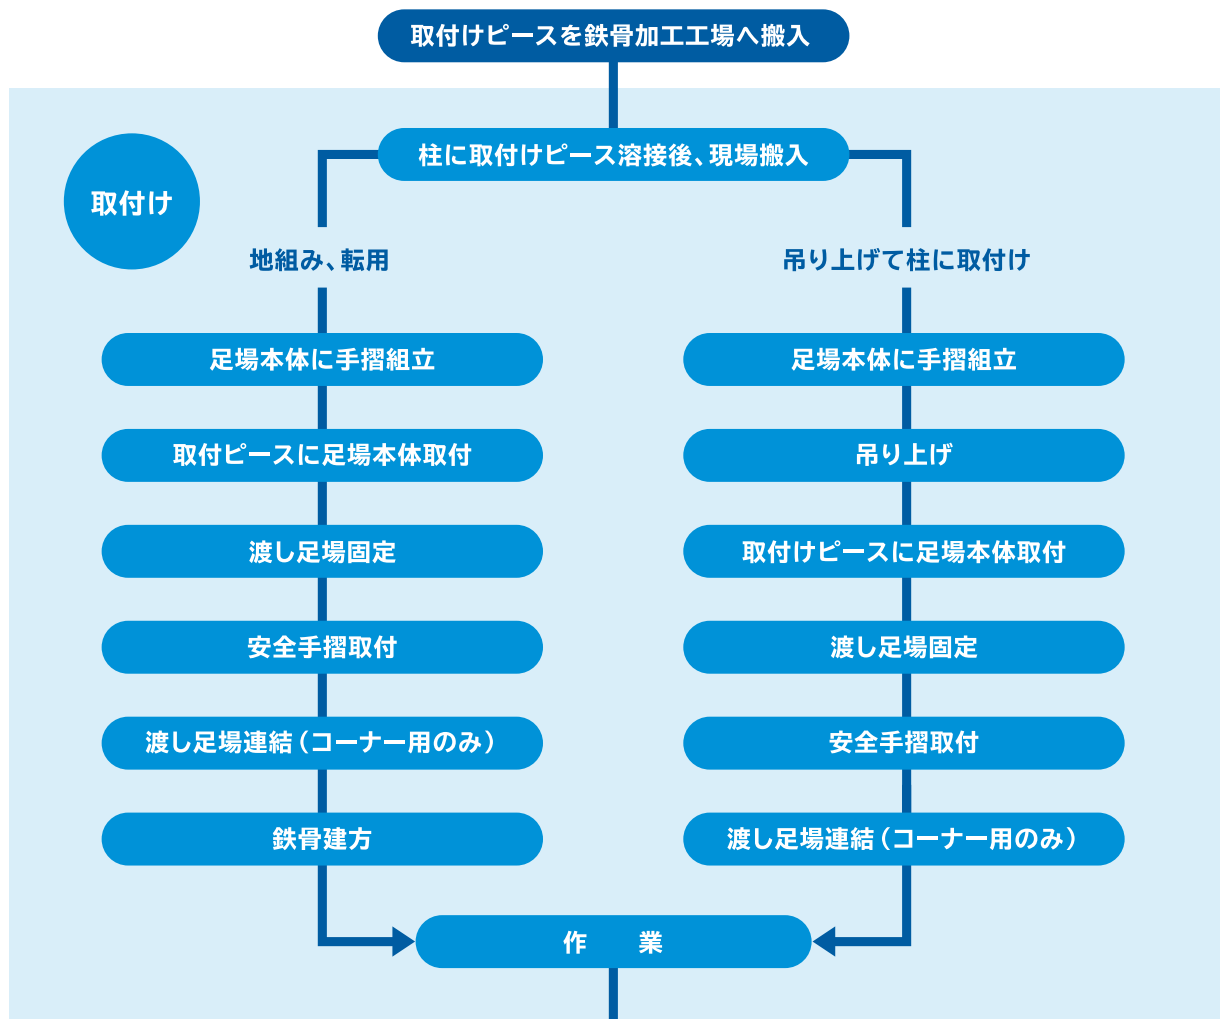 取付けピースを鉄骨加工工場へ搬入
柱に取付けピース溶接後、現場搬入
取付け
地組み、転用
足場本体に手摺組立
取付ピースに足場本体取付
渡し足場固定
安全手摺取付
渡し足場連結（コーナー用のみ）
鉄骨建方
吊り上げて柱に取付け
足場本体に手摺組立
吊り上げ
取付けピースに足場本体取付
渡し足場固定
安全手摺取付
渡し足場連結（コーナー用のみ）
作　業